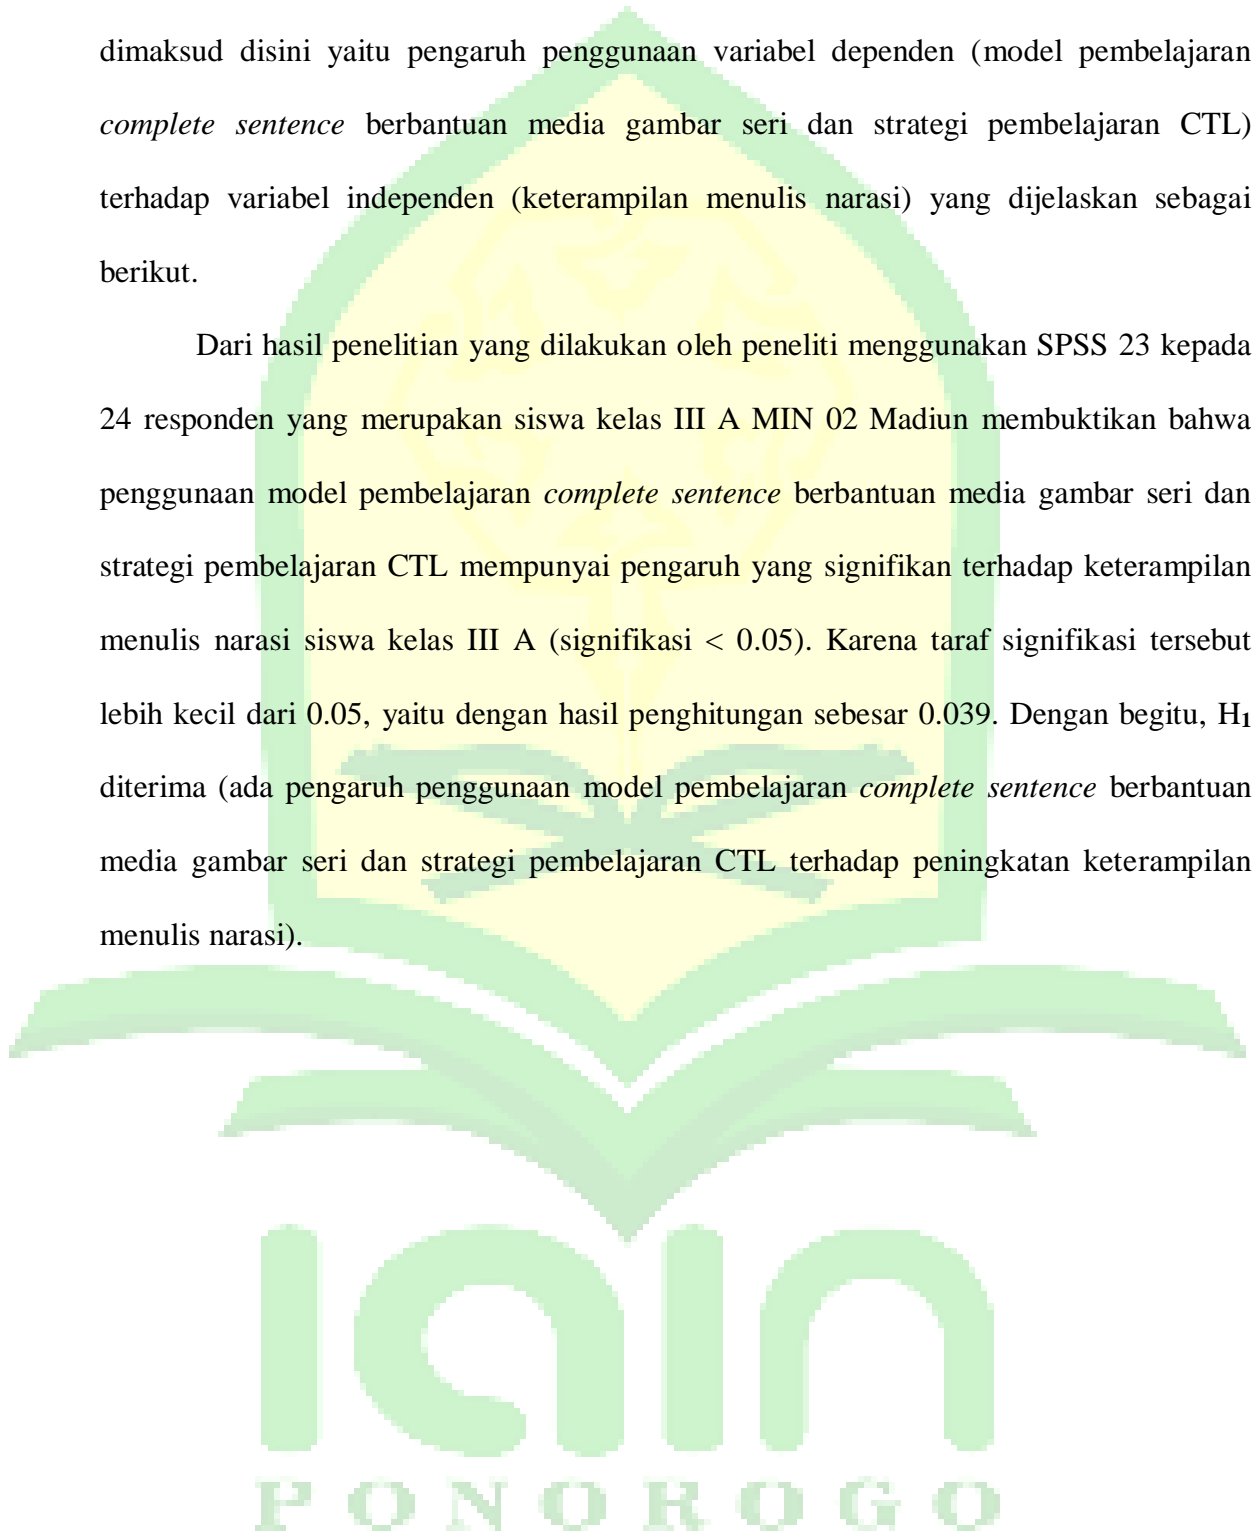 dimaksud disini yaitu pengaruh penggunaan variabel dependen (model pembelajaran
complete sentence berbantuan media gambar seri dan strategi pembelajaran CTL)
terhadap variabel independen (keterampilan menulis narasi) yang dijelaskan sebagai
berikut.
Dari hasil penelitian yang dilakukan oleh peneliti menggunakan SPSS 23 kepada
24 responden yang merupakan siswa kelas III A MIN 02 Madiun membuktikan bahwa
penggunaan model pembelajaran complete sentence berbantuan media gambar seri dan
strategi pembelajaran CTL mempunyai pengaruh yang signifikan terhadap keterampilan
menulis narasi siswa kelas III A (signifikasi < 0.05). Karena taraf signifikasi tersebut
lebih kecil dari 0.05, yaitu dengan hasil penghitungan sebesar 0.039. Dengan begitu, H₁
diterima (ada pengaruh penggunaan model pembelajaran complete sentence berbantuan
media gambar seri dan strategi pembelajaran CTL terhadap peningkatan keterampilan
menulis narasi).
iain
PONOROGO